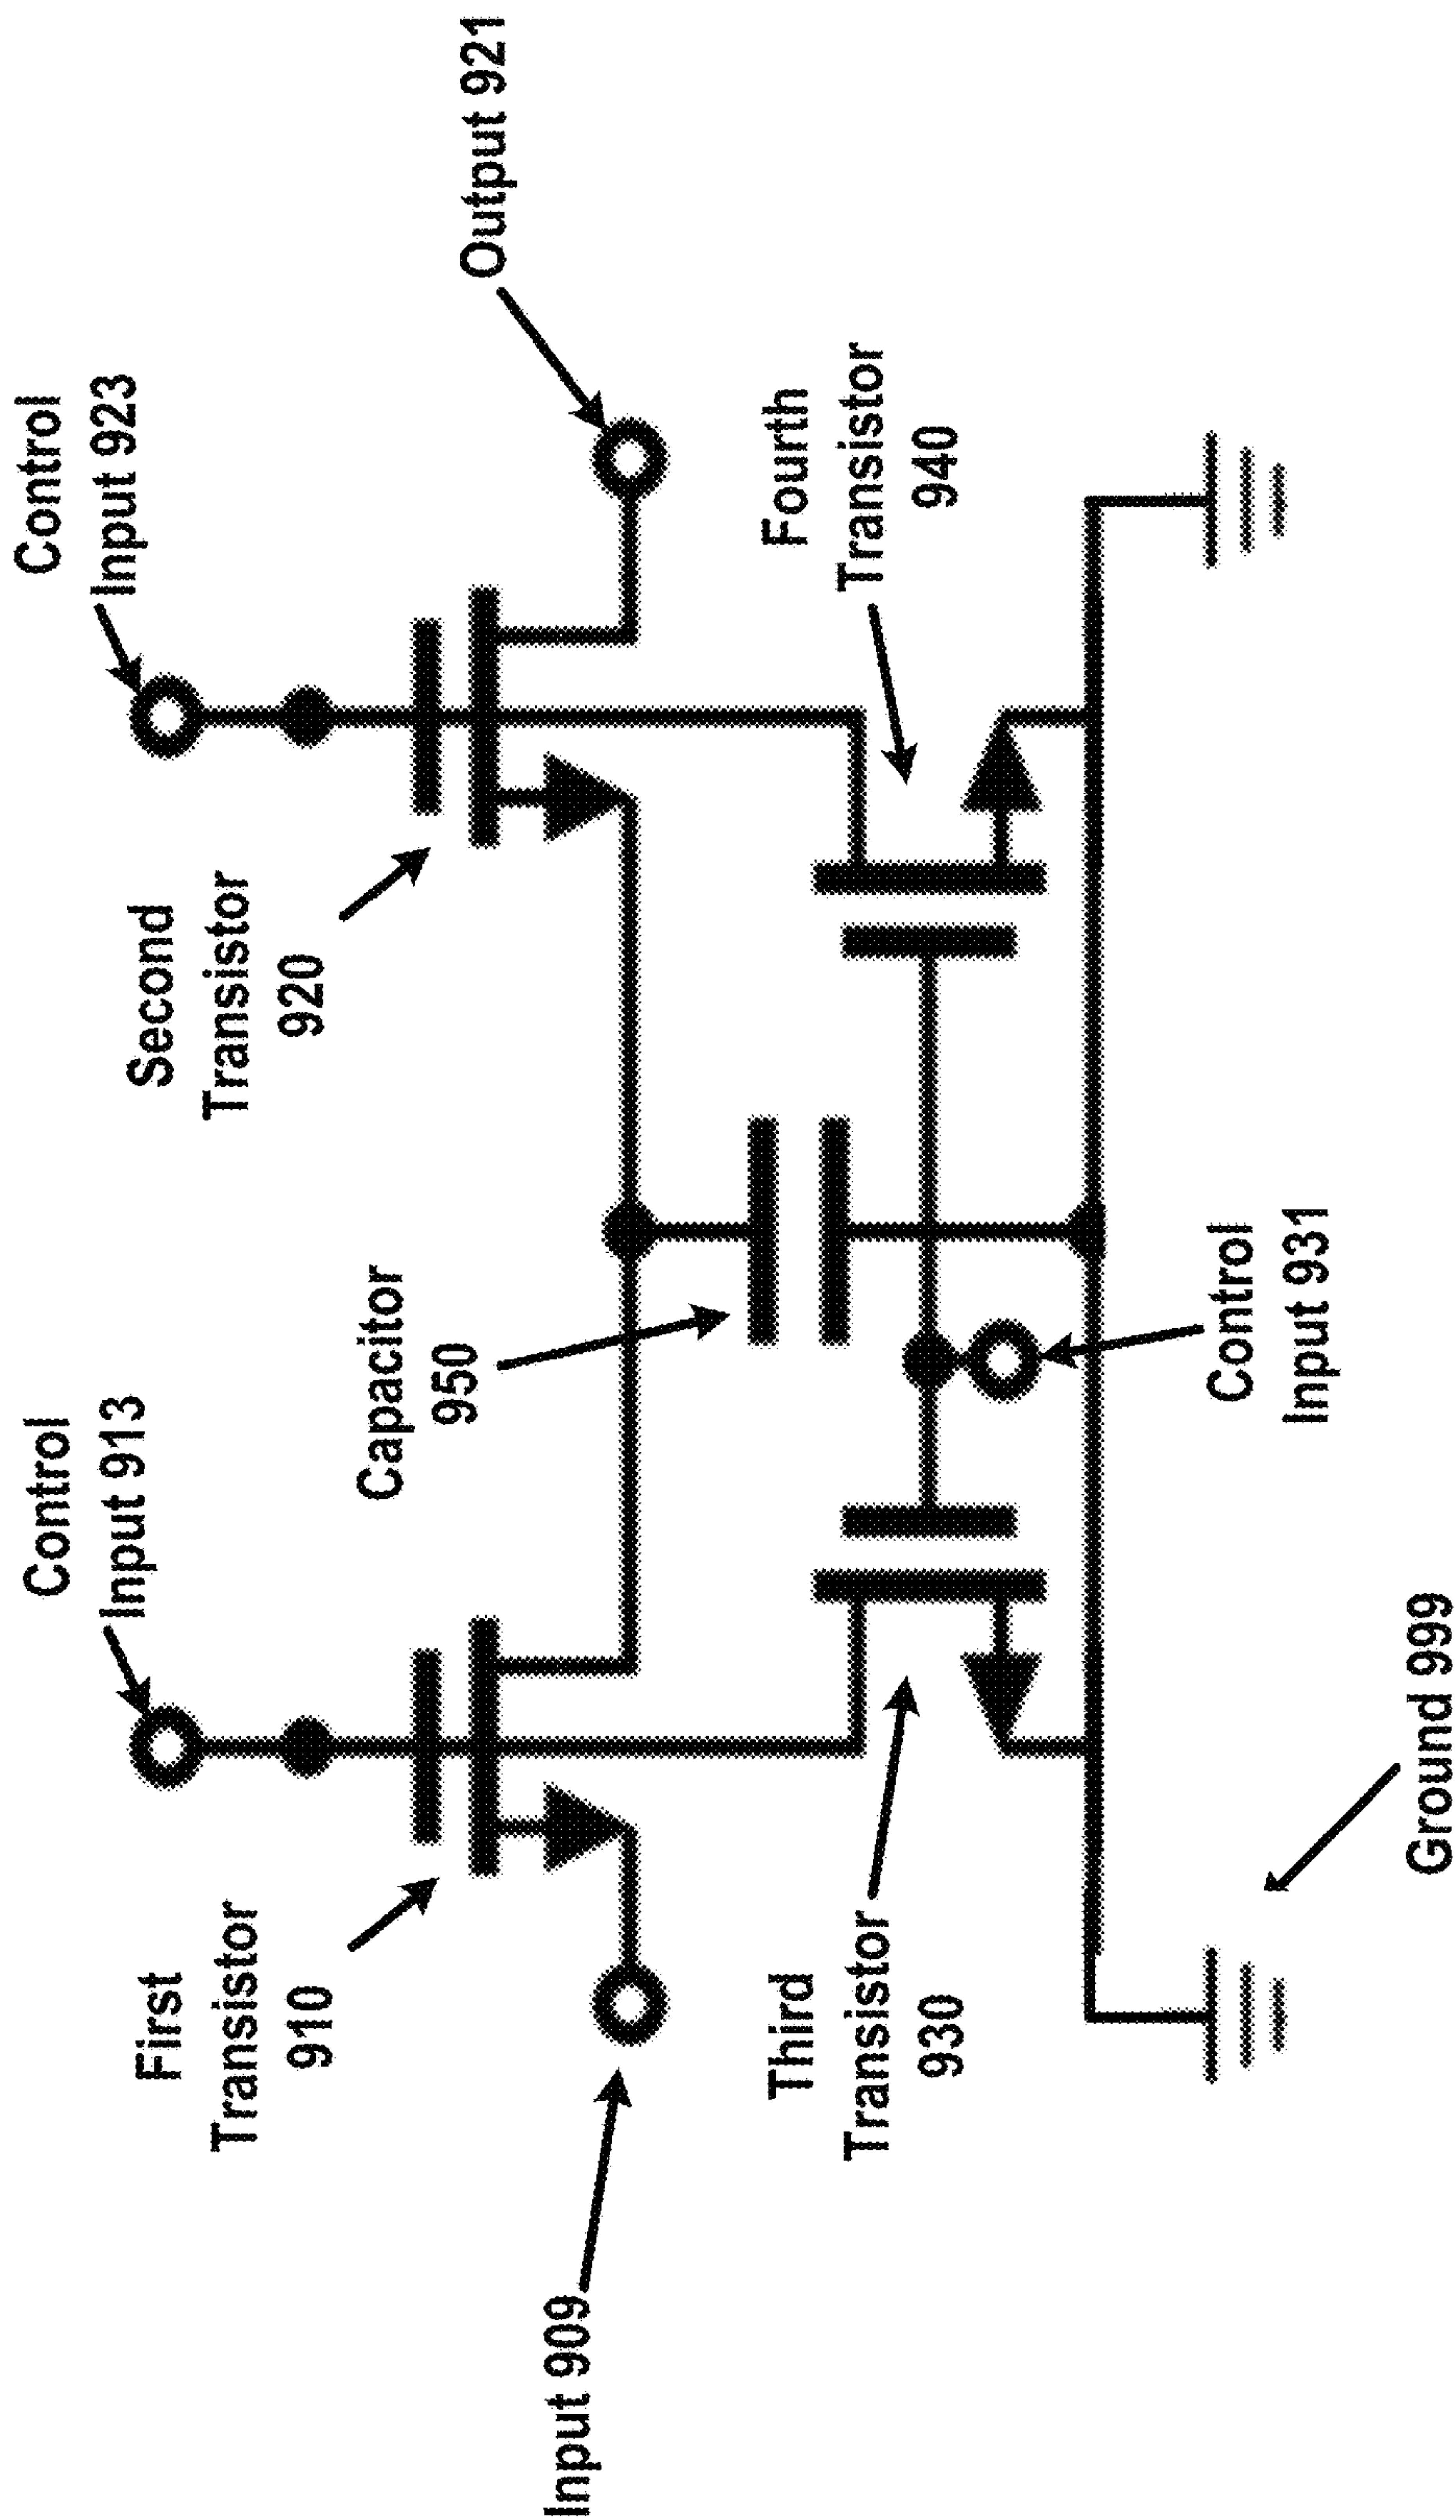 Control
Input 913
Control
Input 923
First
Transistor
910
Second
Transistor
920
Capacitor
950
Output 921
Input 909
Third
Transistor
930
Fourth
Transistor
940
Control
Input 931
Ground 999